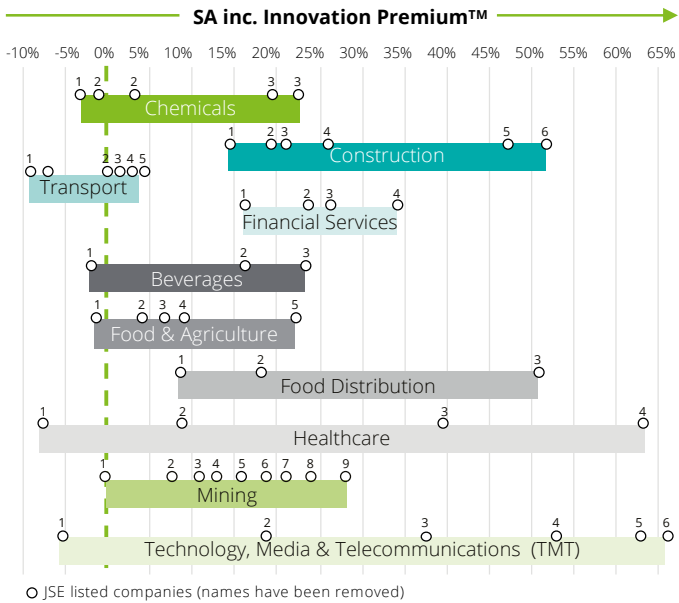 SA inc. Innovation Premium™
-10% -5% 0% 5% 10% 15% 20% 25% 30% 35% 40% 45% 50% 55% 60% 65%
1 2 2 3 3
Chemicals
1 2 3 4 5 6
Construction
1 2 3 4 5
Transport
1 2 3 4
Financial Services
1 2 3
Beverages
1 2 3 4 5
Food & Agriculture
1 2 3
Food Distribution
1 2 3 4
Healthcare
1 2 3 4 5 6 7 8 9
Mining
1 2 3 4 5 6
Technology, Media & Telecommunications (TMT)
JSE listed companies (names have been removed)